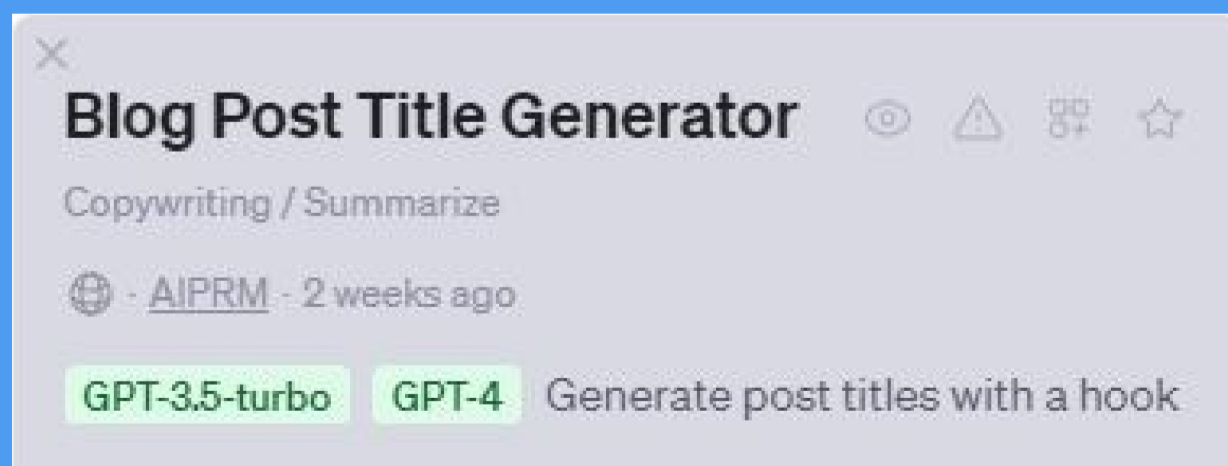 Blog Post Title Generator
Copywriting / Summarize
· AIPRM · 2 weeks ago
GPT-3.5-turbo GPT-4 Generate post titles with a hook